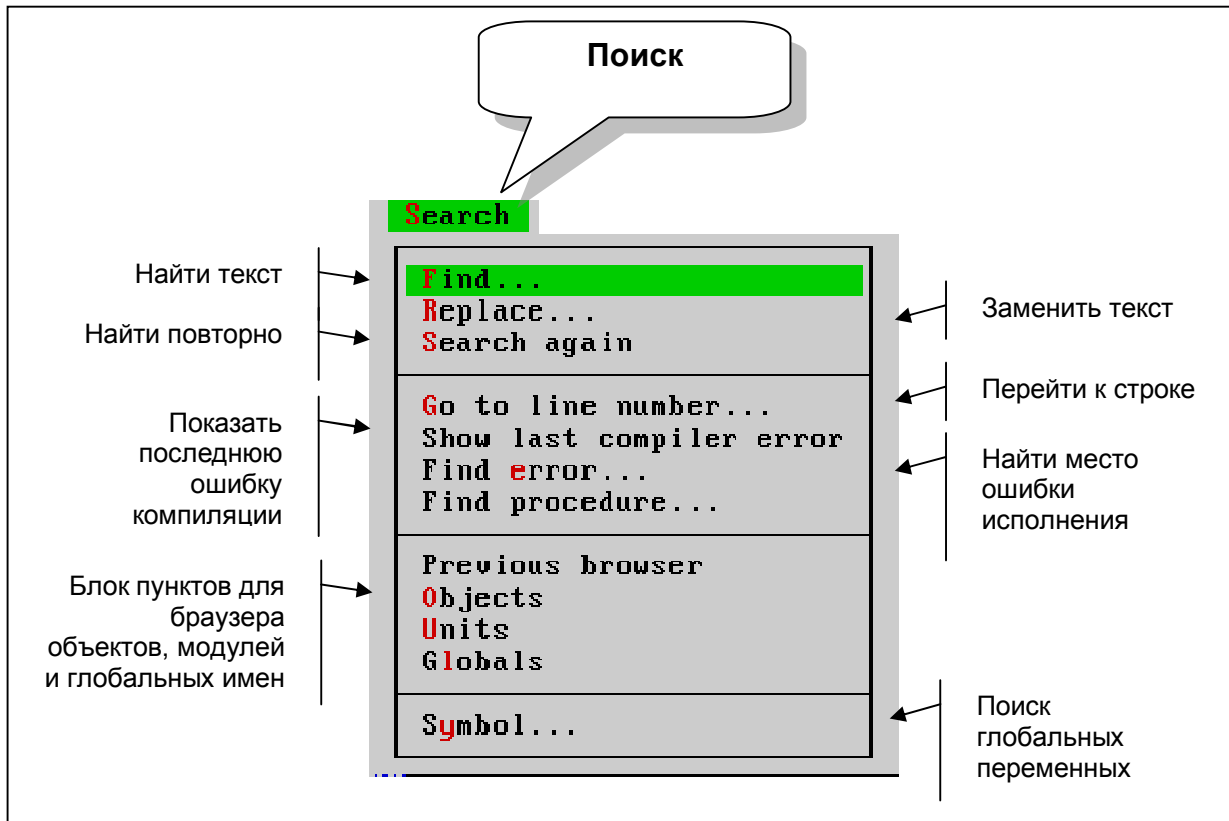 Поиск
Search
Найти текст
Найти повторно
Показать
последнюю
ошибку
компиляции
Блок пунктов для
браузера
объектов, модулей
и глобальных имен
Find...
Replace...
Search again
Go to line number...
Show last compiler error
Find error...
Find procedure...
Previous browser
Objects
Units
Globals
Symbol...
Заменить текст
Перейти к строке
Найти место
ошибки
исполнения
Поиск
глобальных
переменных